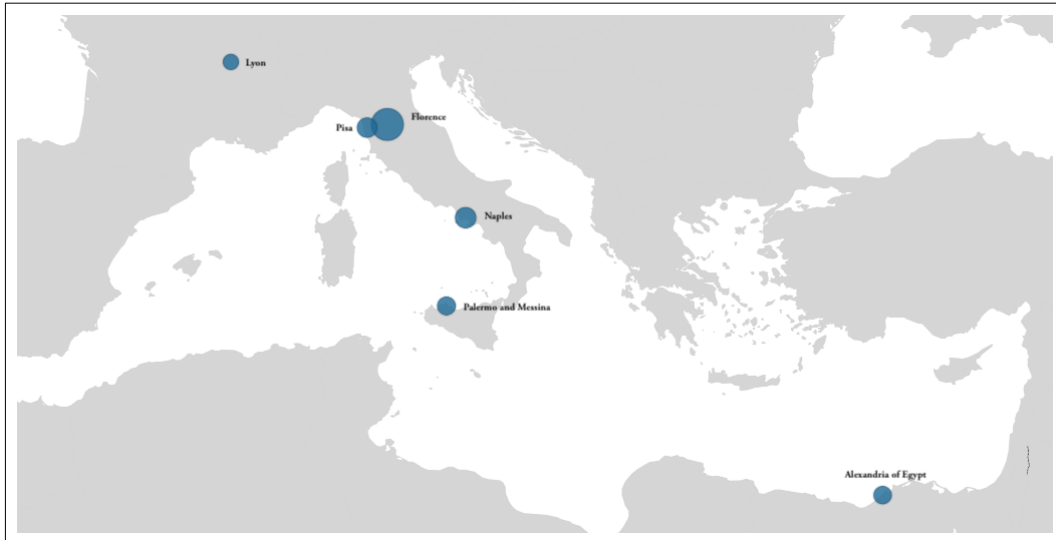 Lyon
Florence
Pisa
Naples
Palermo and Messina
Alexandria of Egypt